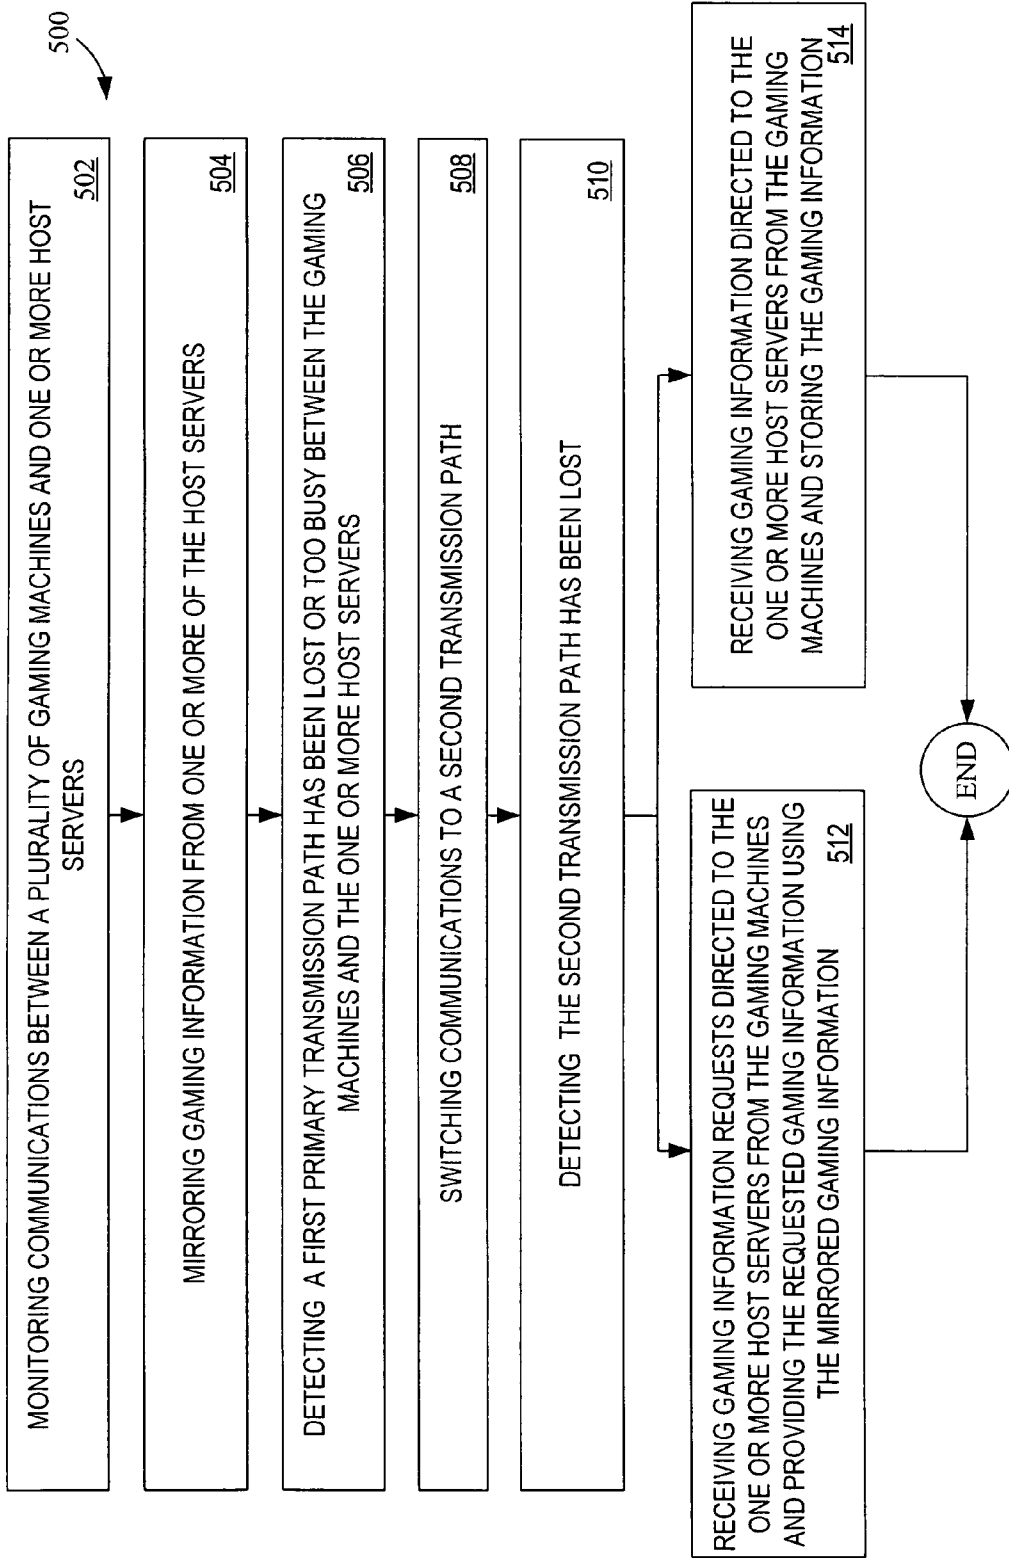 500
MONITORING COMMUNICATIONS BETWEEN A PLURALITY OF GAMING MACHINES AND ONE OR MORE HOST
SERVERS
502
MIRRORING GAMING INFORMATION FROM ONE OR MORE OF THE HOST SERVERS
504
DETECTING A FIRST PRIMARY TRANSMISSION PATH HAS BEEN LOST OR TOO BUSY BETWEEN THE GAMING
MACHINES AND THE ONE OR MORE HOST SERVERS
506
SWITCHING COMMUNICATIONS TO A SECOND TRANSMISSION PATH
508
DETECTING THE SECOND TRANSMISSION PATH HAS BEEN LOST
510
RECEIVING GAMING INFORMATION REQUESTS DIRECTED TO THE
ONE OR MORE HOST SERVERS FROM THE GAMING MACHINES
AND PROVIDING THE REQUESTED GAMING INFORMATION USING
THE MIRRORED GAMING INFORMATION
512
RECEIVING GAMING INFORMATION DIRECTED TO THE
ONE OR MORE HOST SERVERS FROM THE GAMING
MACHINES AND STORING THE GAMING INFORMATION
514
END